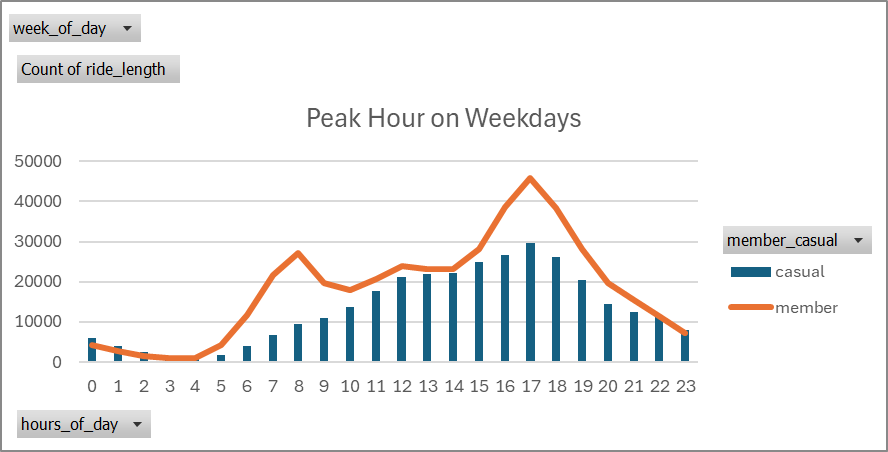 week_of_day
Count of ride_length
Peak Hour on Weekdays
50000
40000
30000
20000
10000
0
0 1 2 3 4 5 6 7 8 9 10 11 12 13 14 15 16 17 18 19 20 21 22 23
member_casual
casual
member
hours_of_day